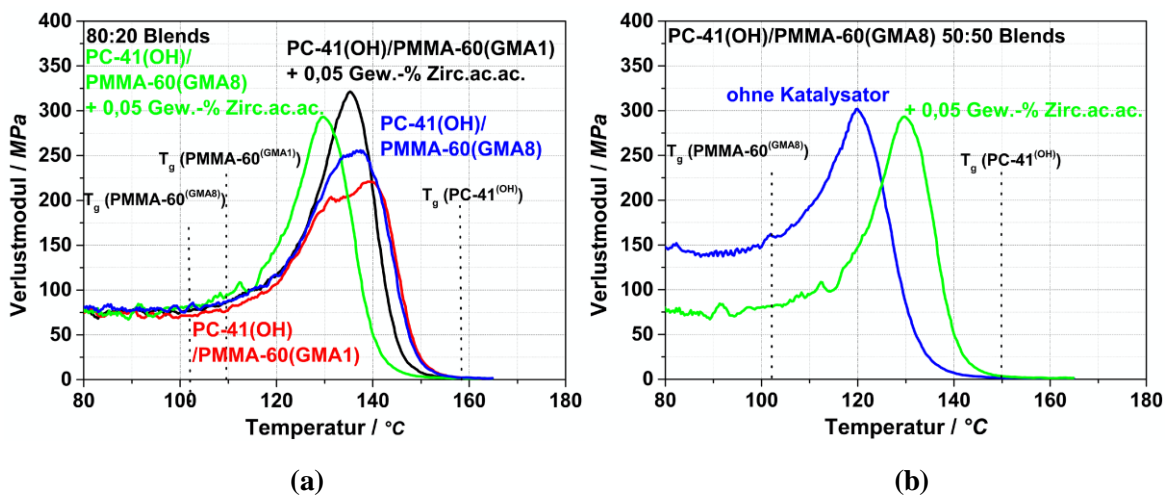 80:20 Blends
PC-41(OH)/
PMMA-60(GMA8)
+ 0,05 Gew.-% Zirc.ac.ac.
PC-41(OH)/PMMA-60(GMA1)
+ 0,05 Gew.-% Zirc.ac.ac.
PC-41(OH)/
PMMA-60(GMA8)
Tg (PMMA-60(GMA1))
Tg (PMMA-60(GMA8))
Tg (PC-41(OH))
PC-41(OH)
/PMMA-60(GMA1)
Verlustmodul / MPa
400
350
300
250
200
150
100
50
0
80 100 120 140 160 180
Temperatur / °C
(a)
PC-41(OH)/PMMA-60(GMA8) 50:50 Blends
ohne Katalysator
+ 0,05 Gew.-% Zirc.ac.ac.
Tg (PMMA-60(GMA8))
Tg (PC-41(OH))
Verlustmodul / MPa
400
350
300
250
200
150
100
50
0
80 100 120 140 160 180
Temperatur / °C
(b)